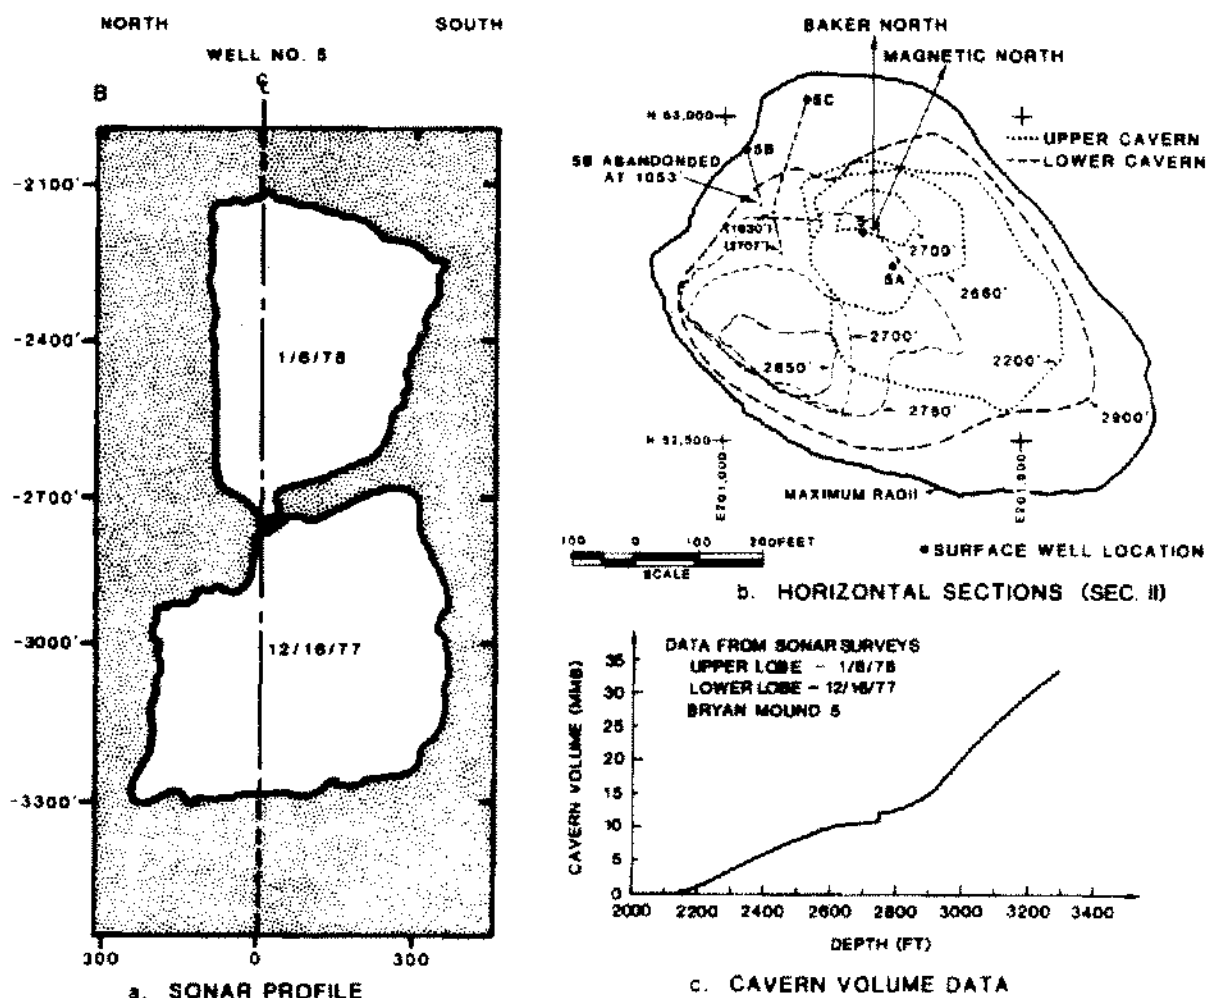 NORTH
SOUTH
WELL NO. 5
B
-2100'
-2400'
-2700'
-3000'
-3300'
1/6/78
12/16/77
300
0
300
a. SONAR PROFILE
BAKER NORTH
MAGNETIC NORTH
N 63,000
5C
5B
5B ABANDONDED
AT 1053
UPPER CAVERN
LOWER CAVERN
(1630')
(2707')
5A
2700'
2660'
2700'
2200'
2850'
2760'
2900'
N 62,500
E201,000
E201,900
MAXIMUM RADII
100 0 100 200FEET
SCALE
SURFACE WELL LOCATION
b. HORIZONTAL SECTIONS (SEC. II)
DATA FROM SONAR SURVEYS
UPPER LOBE - 1/6/78
LOWER LOBE - 12/16/77
BRYAN MOUND 5
CAVERN VOLUME (MMB)
35
30
25
20
15
10
5
0
2000 2200 2400 2600 2800 3000 3200 3400
DEPTH (FT)
c. CAVERN VOLUME DATA